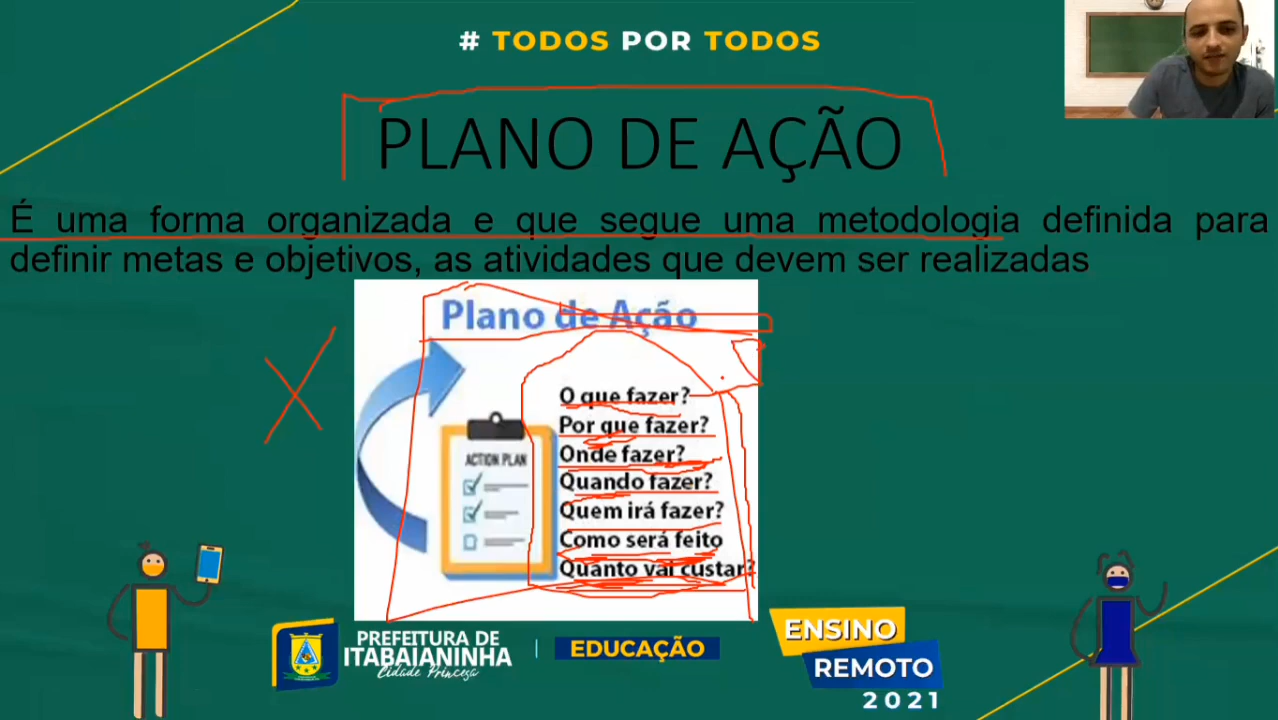 # TODOS POR TODOS
PLANO DE AÇÃO
É uma forma organizada e que segue uma metodologia definida para
definir metas e objetivos, as atividades que devem ser realizadas
Plano de Ação
O que fazer?
Por que fazer?
Onde fazer?
ACTION PLAN
Quando fazer?
Quem irá fazer?
Como será feito
Quanto vai custar?
PREFEITURA DE
ITABAIANINHA
Cidade Princesa
EDUCAÇÃO
ENSINO
REMOTO
2021